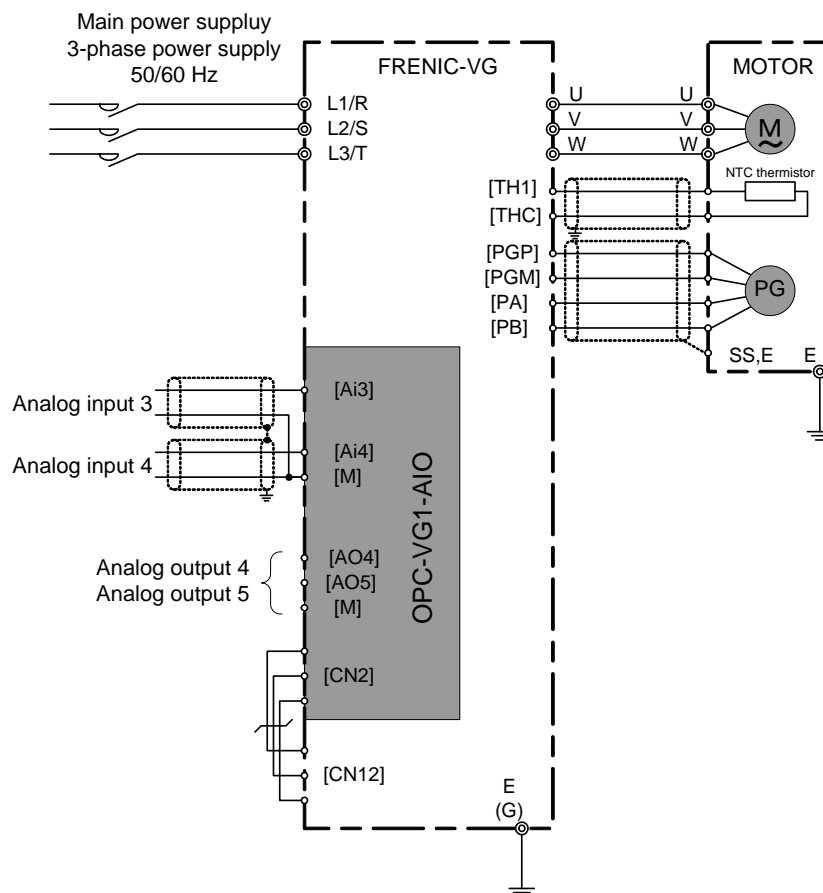 Main power suppluy
3-phase power supply
50/60 Hz
FRENIC-VG
MOTOR
L1/R
L2/S
L3/T
U
V
W
U
V
W
M
~
NTC thermistor
[TH1]
[THC]
[PGP]
[PGM]
[PA]
[PB]
PG
SS,E
E
Analog input 3
Analog input 4
[Ai3]
[Ai4]
[M]
OPC-VG1-AIO
Analog output 4
Analog output 5
[AO4]
[AO5]
[M]
[CN2]
[CN12]
E
(G)